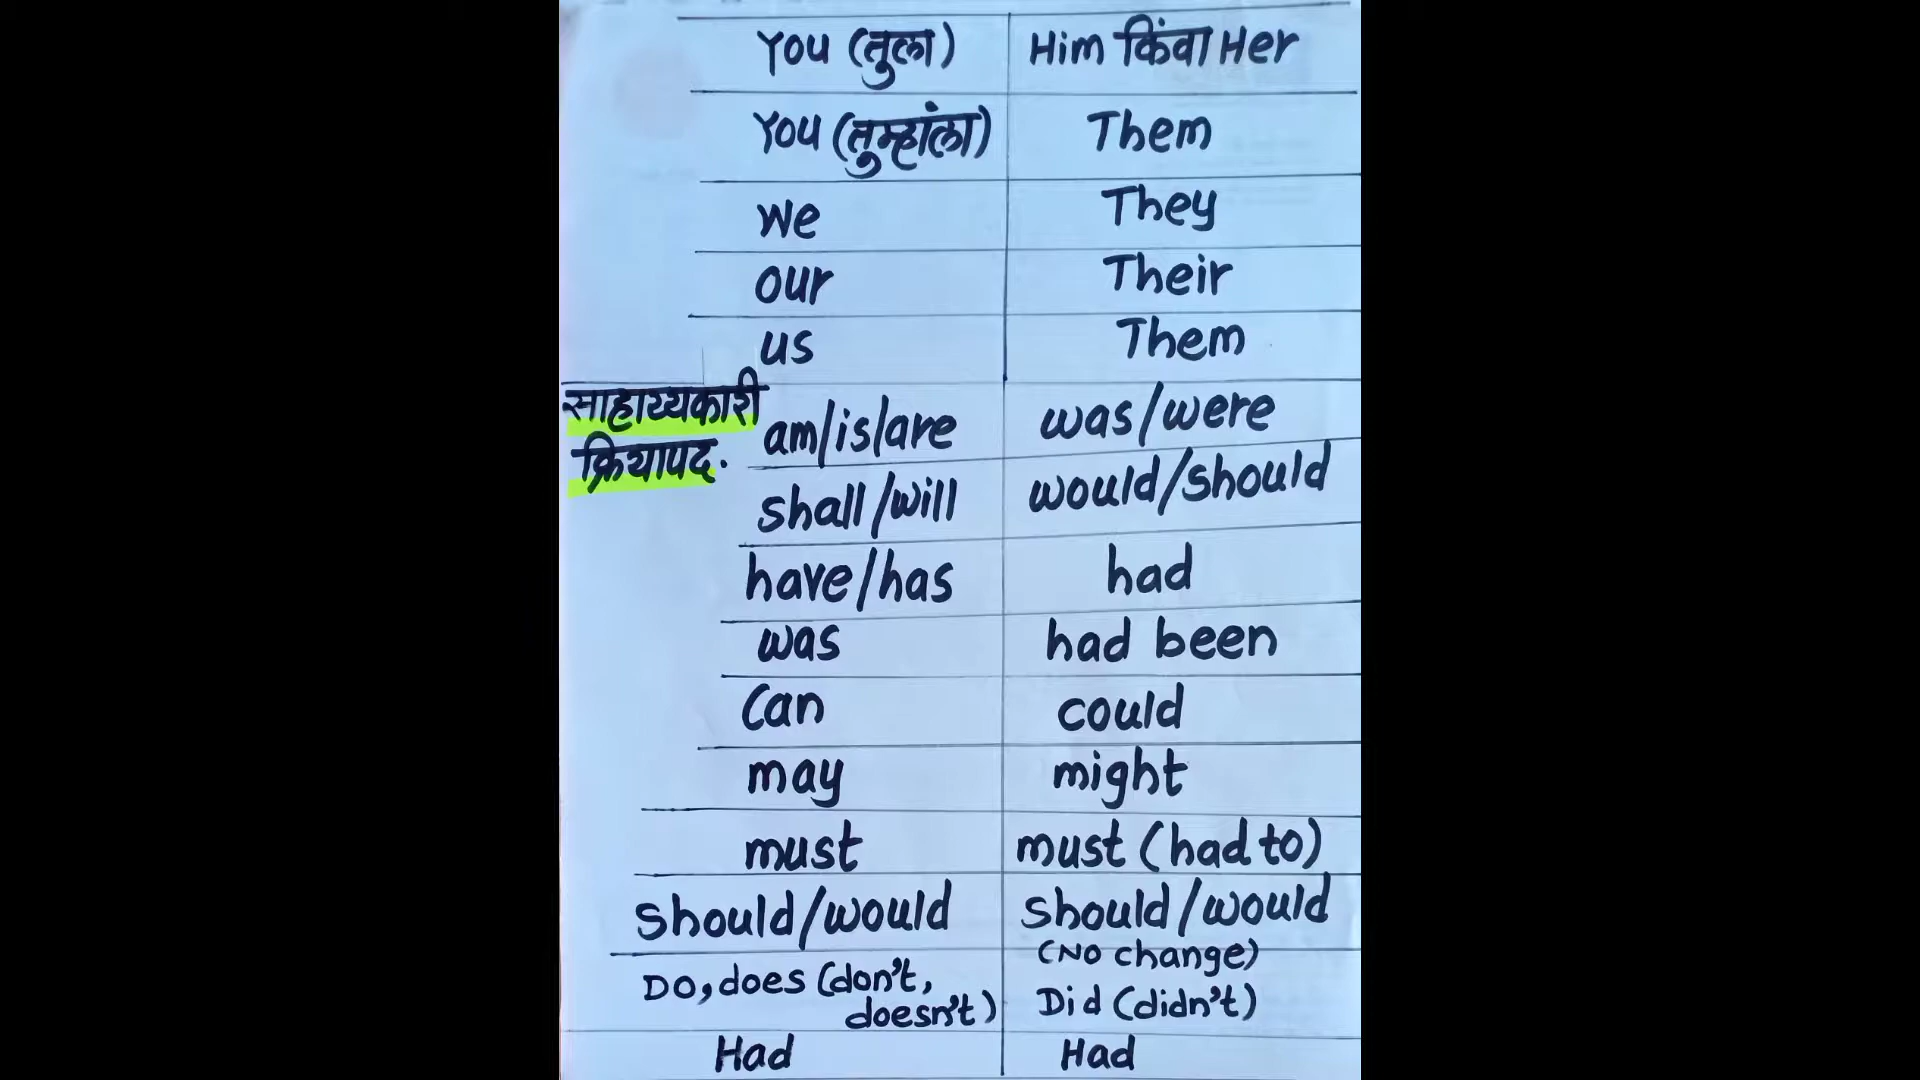 You (तुला) Him किंवा Her
You (तुम्हांला) Them
we They
our Their
us Them
साहाय्यकारी
क्रियापद.
am/is/are was/were
shall/will would/should
have/has had
was had been
Can could
may might
must must (had to)
should/would should/would
(No change)
Do, does (don't, Did (didn't)
doesn't)
Had Had